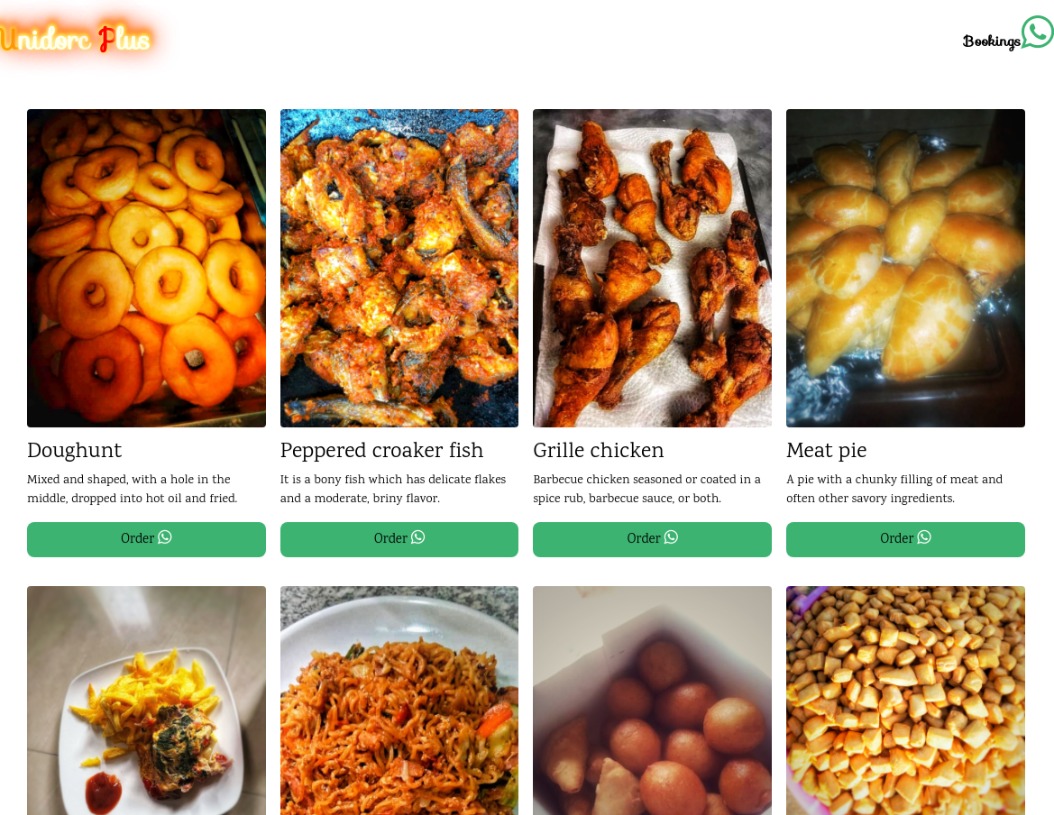 Unidorc Plus
Bookings
Doughunt
Mixed and shaped, with a hole in the
middle, dropped into hot oil and fried.
Order
Peppered croaker fish
It is a bony fish which has delicate flakes
and a moderate, briny flavor.
Order
Grille chicken
Barbecue chicken seasoned or coated in a
spice rub, barbecue sauce, or both.
Order
Meat pie
A pie with a chunky filling of meat and
often other savory ingredients.
Order